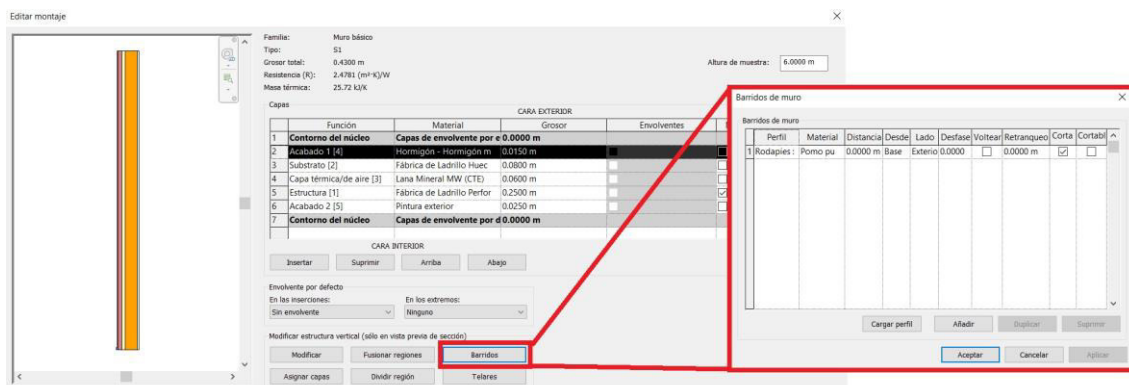 Editar montaje
Familia: Muro básico
Tipo: S1
Grosor total: 0.4300 m
Resistencia (R): 2.4781 (m²·K)/W
Masa térmica: 25.72 kJ/K
Altura de muestra: 6.0000 m
Capas
CARA EXTERIOR
Función Material Grosor Envolventes
1 Contorno del núcleo Capas de envolvente por e 0.0000 m
2 Acabado 1 [4] Hormigón - Hormigón m 0.0150 m
3 Substrato [2] Fábrica de Ladrillo Huec 0.0800 m
4 Capa térmica/de aire [3] Lana Mineral MW (CTE) 0.0600 m
5 Estructura [1] Fábrica de Ladrillo Perfor 0.2500 m
6 Acabado 2 [5] Pintura exterior 0.0250 m
7 Contorno del núcleo Capas de envolvente por d 0.0000 m
CARA INTERIOR
Insertar Suprimir Arriba Abajo
Envolvente por defecto
En las inserciones: En los extremos:
Sin envolvente Ninguno
Modificar estructura vertical (sólo en vista previa de sección)
Modificar Fusionar regiones Barridos
Asignar capas Dividir región Telares
Barridos de muro
Barridos de muro
Perfil Material Distancia Desde Lado Desfase Voltear Retranqueo Corta Cortabl
1 Rodapies : Pomo pu 0.0000 m Base Exterio 0.0000 0.0000 m
Cargar perfil Añadir Duplicar Suprimir
Aceptar Cancelar Aplicar